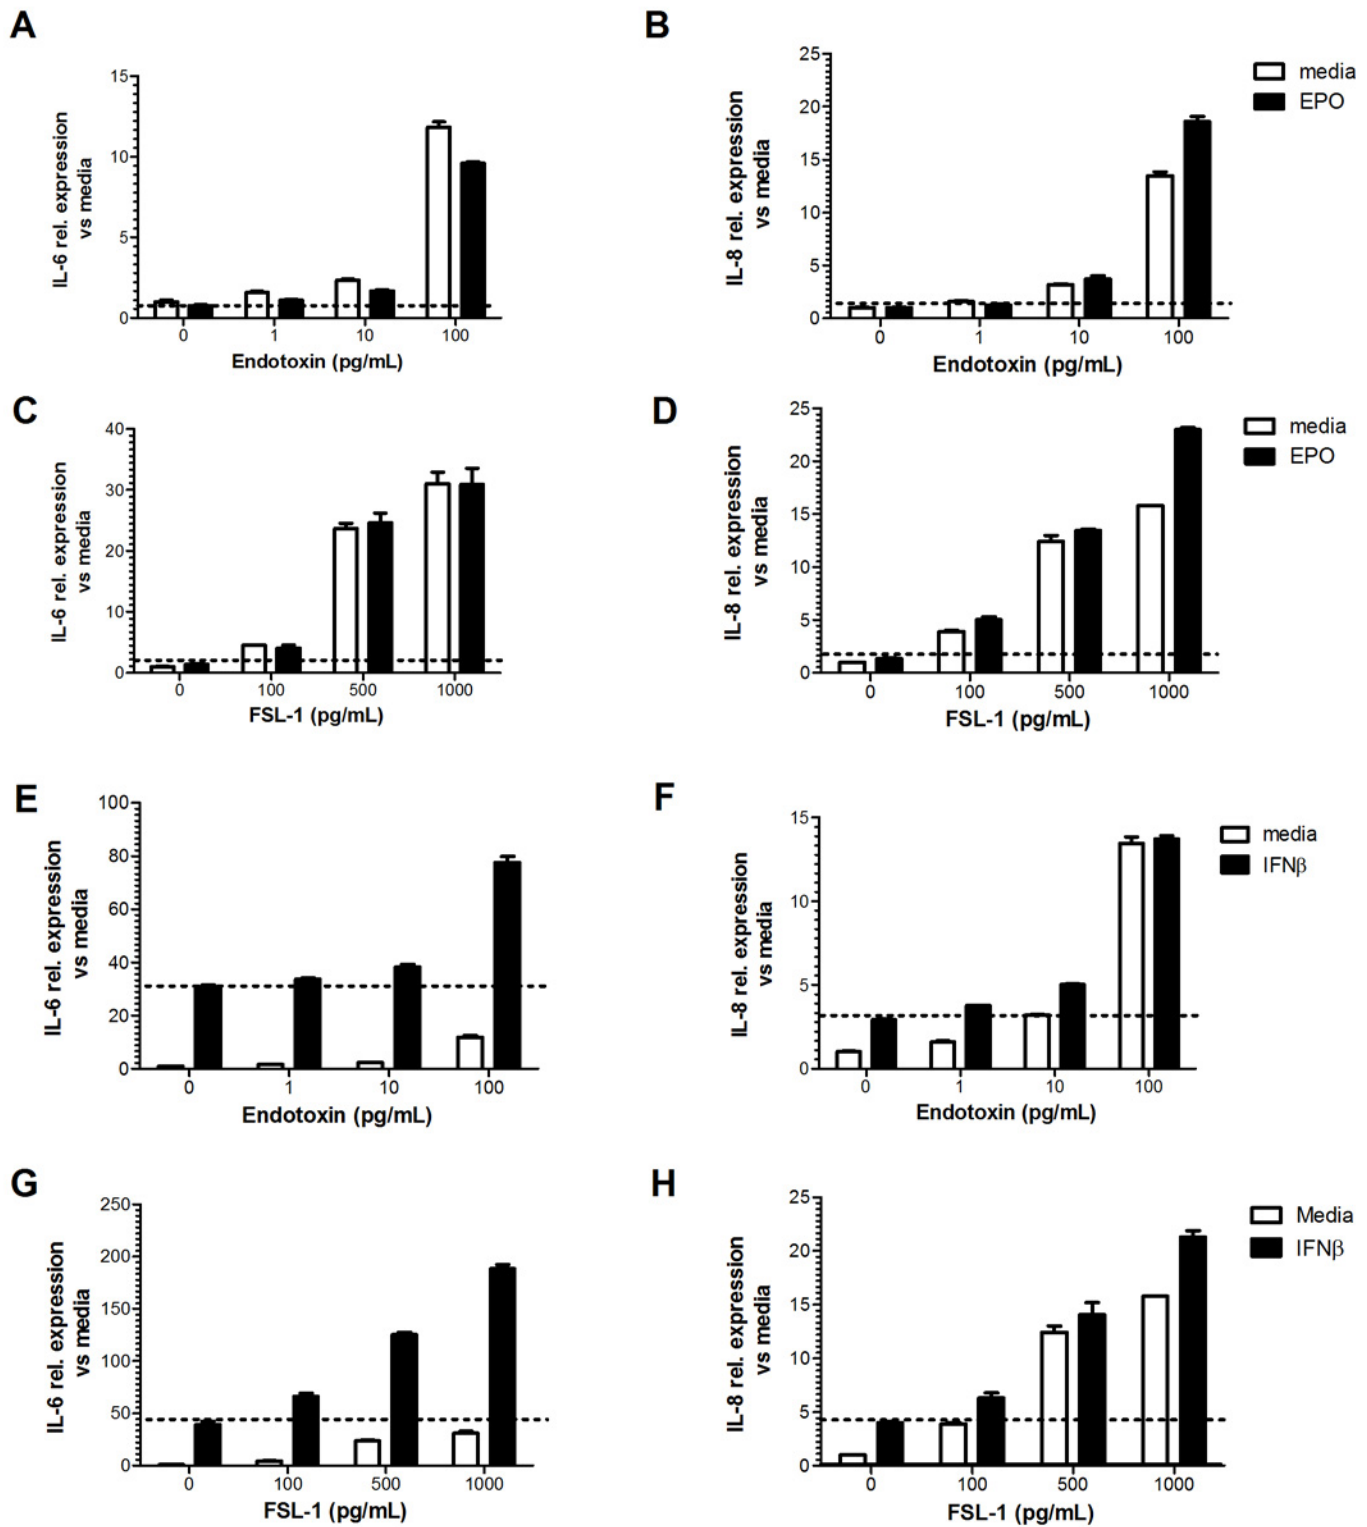 A
IL-6 rel. expression
vs media
15
10
5
0
0 1 10 100
Endotoxin (pg/mL)
B
IL-8 rel. expression
vs media
25
20
15
10
5
0
0 1 10 100
Endotoxin (pg/mL)
media
EPO
C
IL-6 rel. expression
vs media
40
30
20
10
0
0 100 500 1000
FSL-1 (pg/mL)
D
IL-8 rel. expression
vs media
25
20
15
10
5
0
0 100 500 1000
FSL-1 (pg/mL)
media
EPO
E
IL-6 rel. expression
vs media
100
80
60
40
20
0
0 1 10 100
Endotoxin (pg/mL)
F
IL-8 rel. expression
vs media
15
10
5
0
0 1 10 100
Endotoxin (pg/mL)
media
IFNβ
G
IL-6 rel. expression
vs media
250
200
150
100
50
0
0 100 500 1000
FSL-1 (pg/mL)
H
IL-8 rel. expression
vs media
25
20
15
10
5
0
0 100 500 1000
FSL-1 (pg/mL)
Media
IFNβ